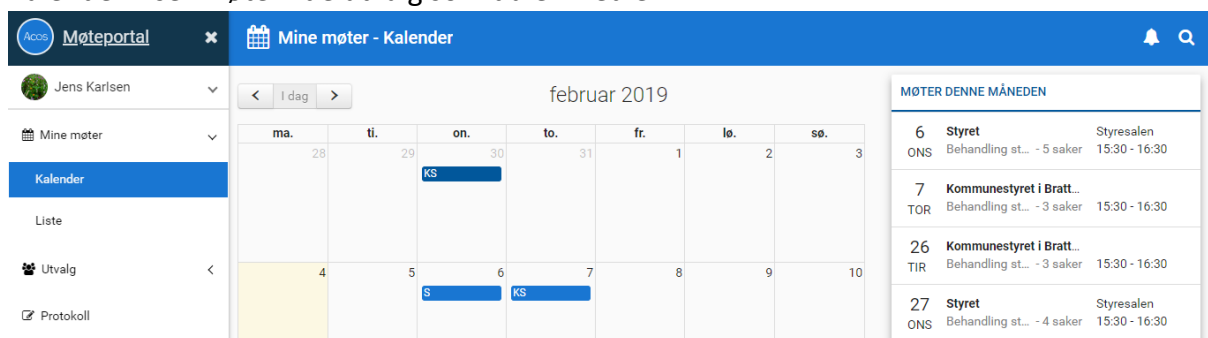 Acos Møteportal
Mine møter - Kalender
Jens Karlsen
Mine møter
Kalender
Liste
Utvalg
Protokoll
I dag
februar 2019
ma. ti. on. to. fr. lø. sø.
28 29 30 31 1 2 3
KS
4 5 6 7 8 9 10
S KS
MØTER DENNE MÅNEDEN
6 Styret Styresalen
ONS Behandling st... - 5 saker 15:30 - 16:30
7 Kommunestyret i Bratt...
TOR Behandling st... - 3 saker 15:30 - 16:30
26 Kommunestyret i Bratt...
TIR Behandling st... - 3 saker 15:30 - 16:30
27 Styret Styresalen
ONS Behandling st... - 4 saker 15:30 - 16:30